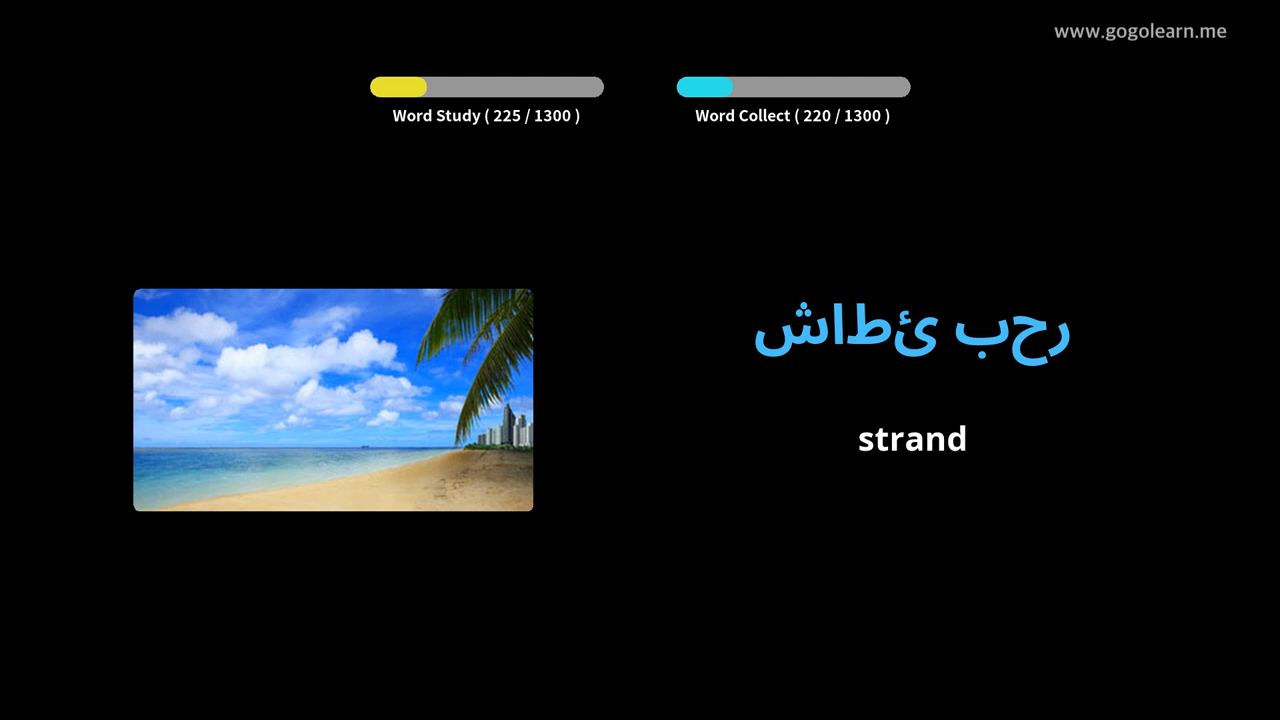 www.gogolearn.me
Word Study ( 225 / 1300 )
Word Collect ( 220 / 1300 )
رحب ئطاش
strand